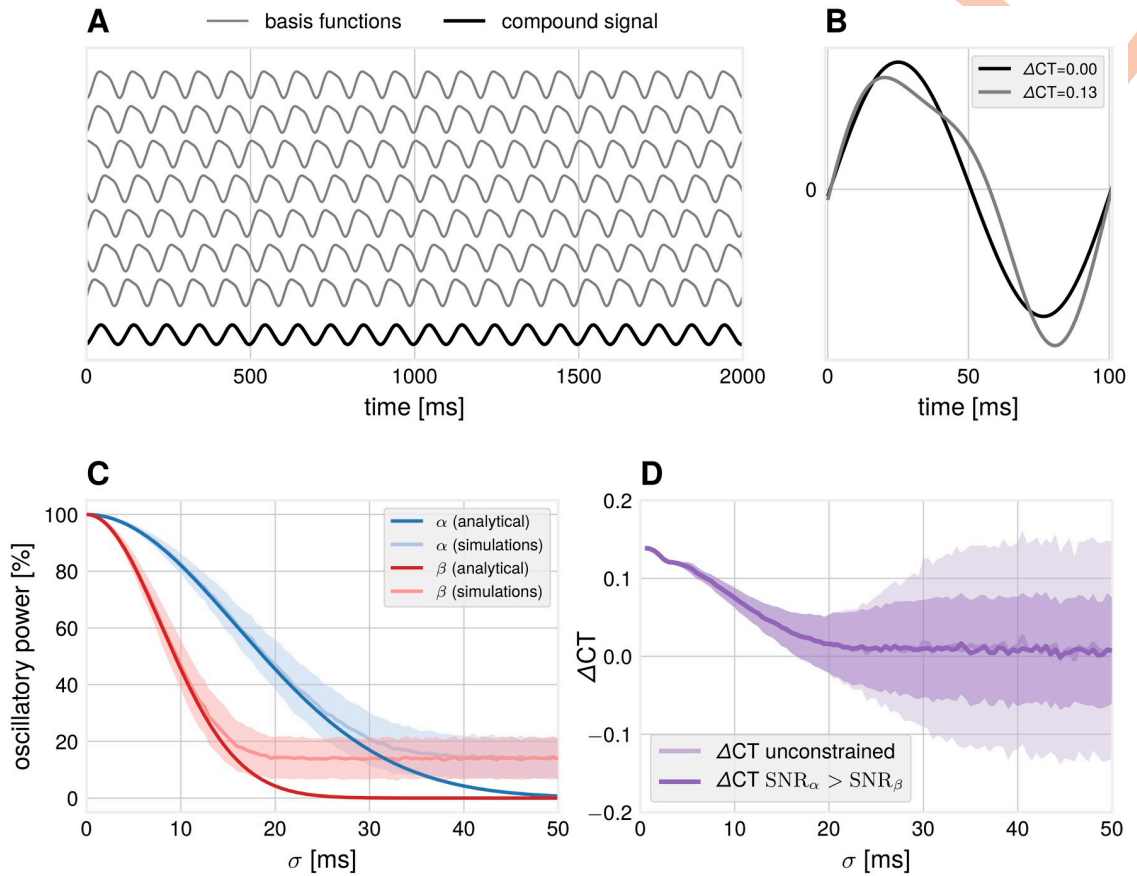 A
basis functions
compound signal
0
500
1000
1500
2000
time [ms]
B
ΔCT=0.00
ΔCT=0.13
0
0
50
100
time [ms]
C
α (analytical)
α (simulations)
β (analytical)
β (simulations)
oscillatory power [%]
100
80
60
40
20
0
0
10
20
30
40
50
σ [ms]
D
ΔCT
0.2
0.1
0.0
−0.1
−0.2
ΔCT unconstrained
ΔCT SNRα > SNRβ
0
10
20
30
40
50
σ [ms]